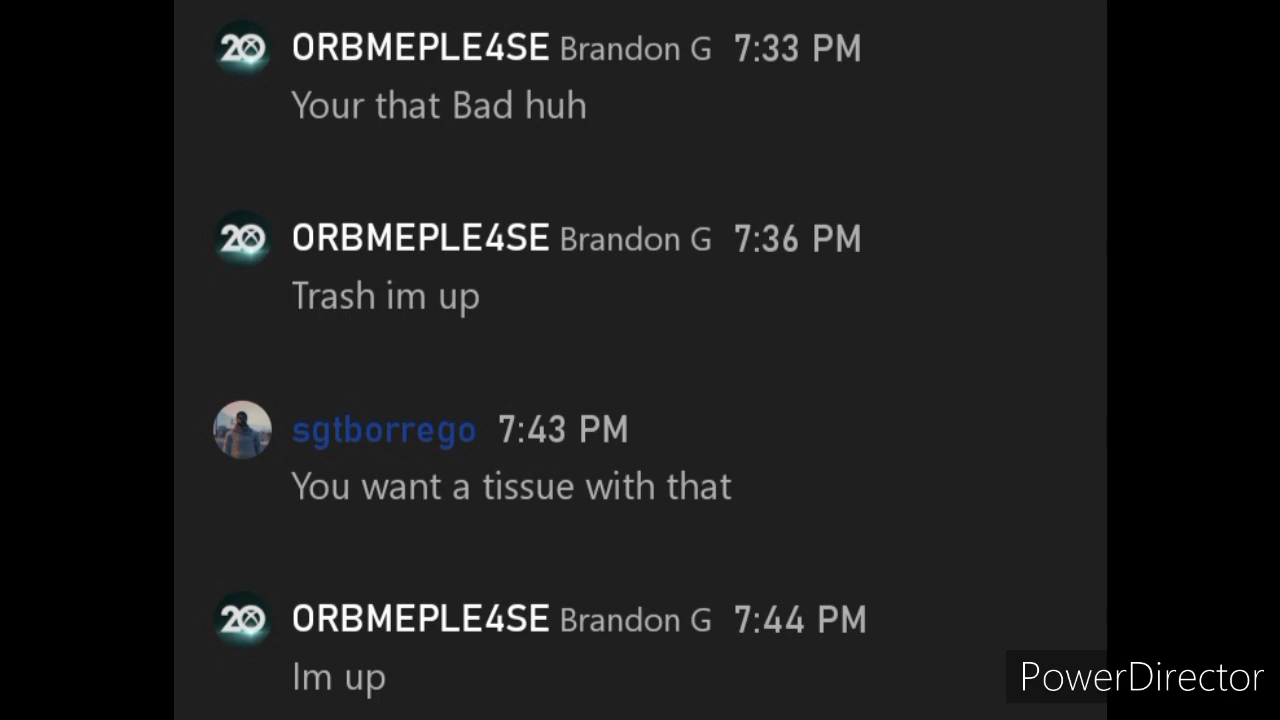 20 ORBMEPLE4SE Brandon G 7:33 PM
Your that Bad huh
20 ORBMEPLE4SE Brandon G 7:36 PM
Trash im up
sgtborrego 7:43 PM
You want a tissue with that
20 ORBMEPLE4SE Brandon G 7:44 PM
Im up
PowerDirector